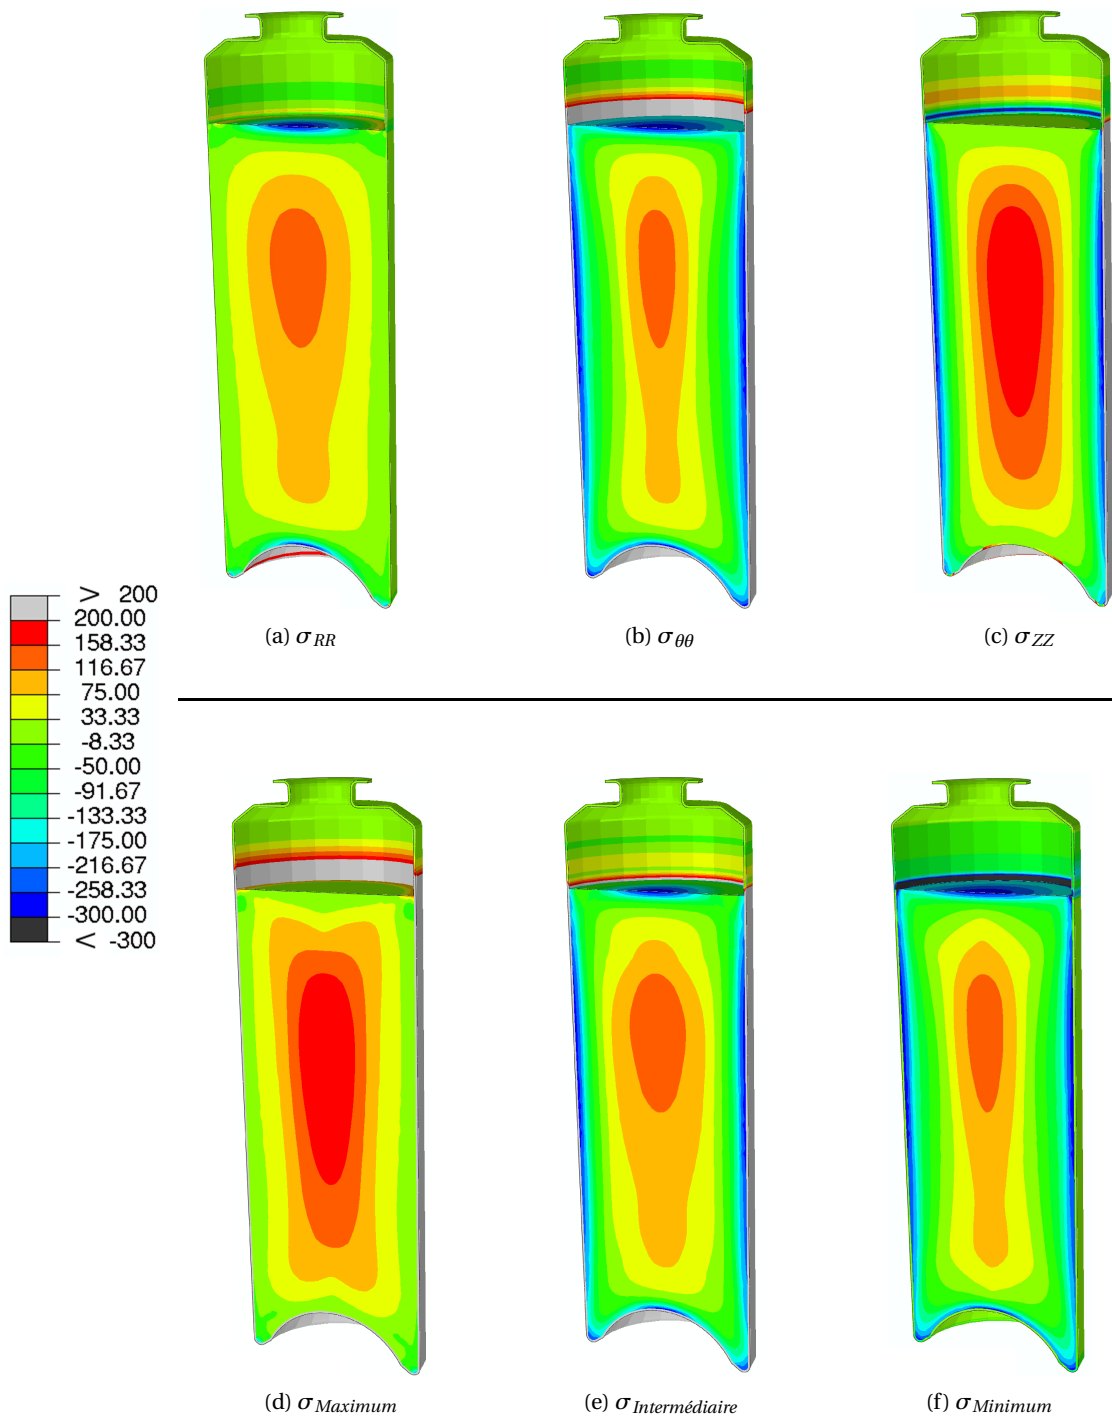 (a) σRR
(b) σθθ
(c) σZZ
> 200
200.00
158.33
116.67
75.00
33.33
-8.33
-50.00
-91.67
-133.33
-175.00
-216.67
-258.33
-300.00
< -300
(d) σMaximum
(e) σIntermédiaire
(f) σMinimum